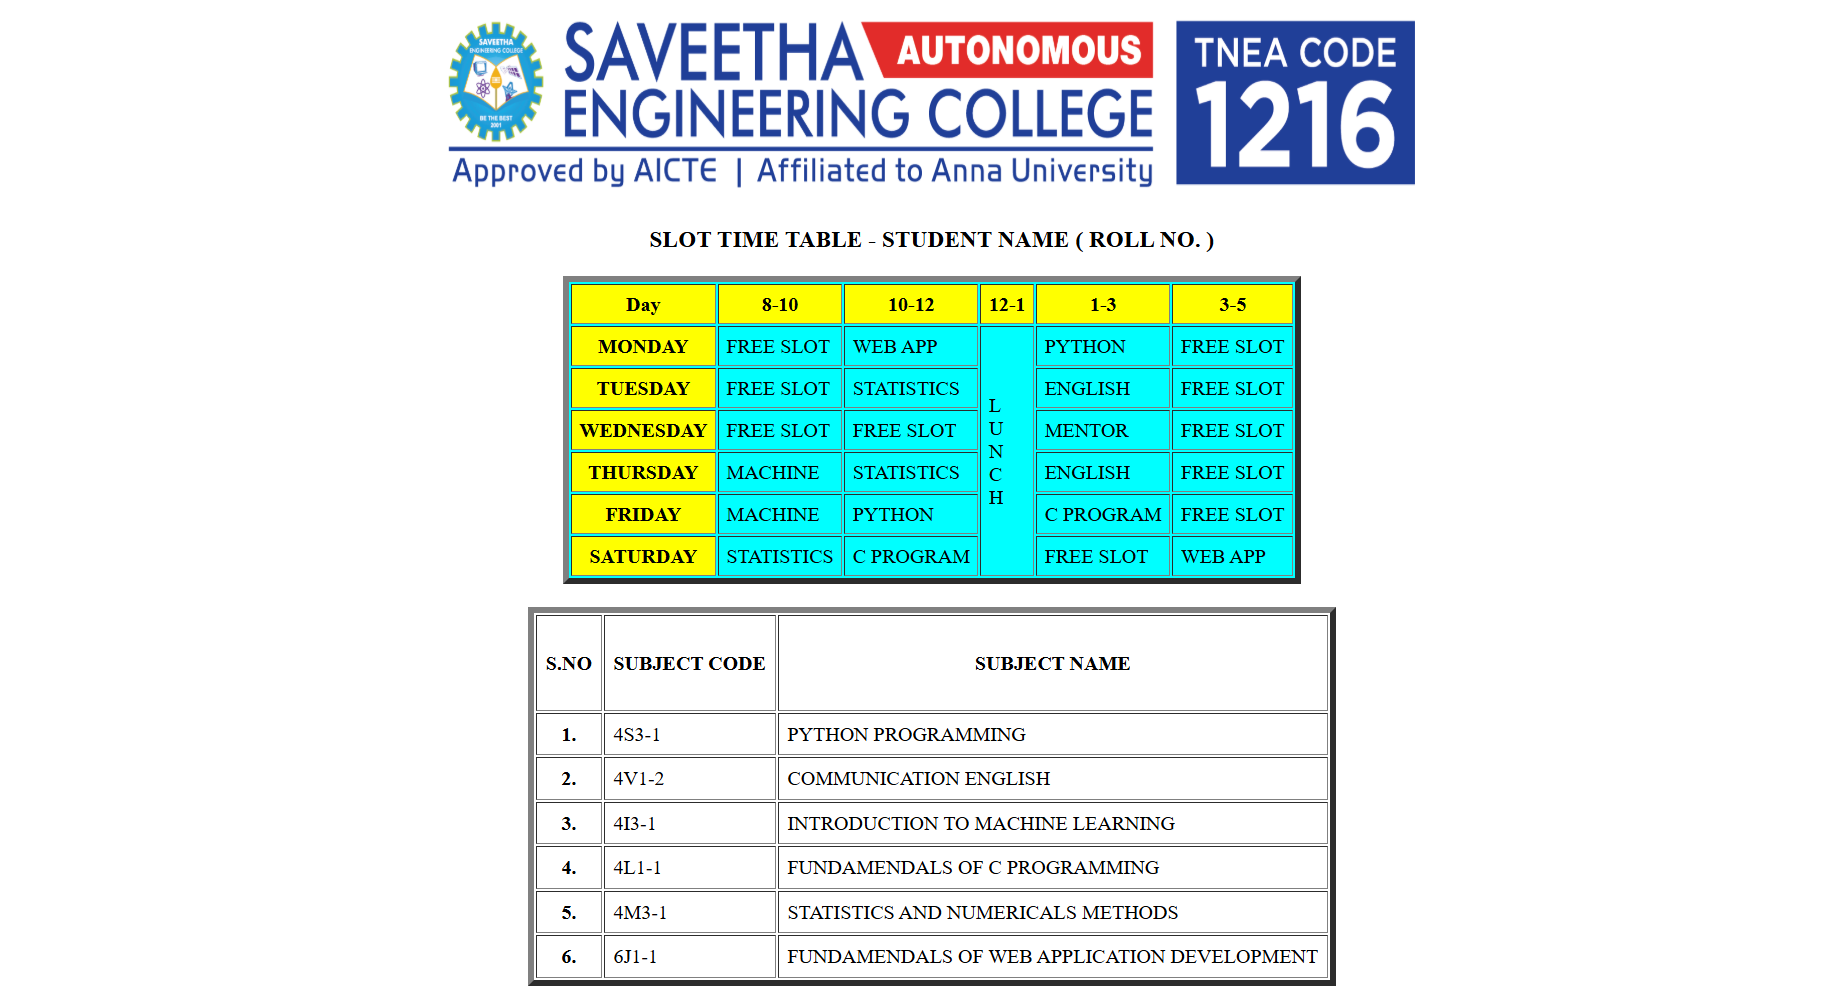 SAVEETHA
ENGINEERING COLLEGE
BE THE BEST
2001
SAVEETHA AUTONOMOUS
ENGINEERING COLLEGE
Approved by AICTE | Affiliated to Anna University
TNEA CODE
1216
SLOT TIME TABLE - STUDENT NAME ( ROLL NO. )
Day 8-10 10-12 12-1 1-3 3-5
MONDAY FREE SLOT WEB APP PYTHON FREE SLOT
TUESDAY FREE SLOT STATISTICS ENGLISH FREE SLOT
WEDNESDAY FREE SLOT FREE SLOT MENTOR FREE SLOT
THURSDAY MACHINE STATISTICS ENGLISH FREE SLOT
FRIDAY MACHINE PYTHON C PROGRAM FREE SLOT
SATURDAY STATISTICS C PROGRAM FREE SLOT WEB APP
L
U
N
C
H
S.NO SUBJECT CODE SUBJECT NAME
1. 4S3-1 PYTHON PROGRAMMING
2. 4V1-2 COMMUNICATION ENGLISH
3. 4I3-1 INTRODUCTION TO MACHINE LEARNING
4. 4L1-1 FUNDAMENDALS OF C PROGRAMMING
5. 4M3-1 STATISTICS AND NUMERICALS METHODS
6. 6J1-1 FUNDAMENDALS OF WEB APPLICATION DEVELOPMENT